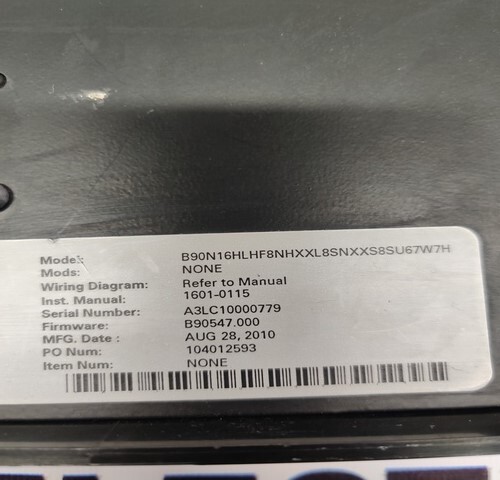 Model: B90N16HLHF8NHXXL8SNXXS8SU67W7H
Mods: NONE
Wiring Diagram: Refer to Manual
Inst. Manual: 1601-0115
Serial Number: A3LC10000779
Firmware: B90547.000
MFG. Date : AUG 28, 2010
PO Num: 104012593
Item Num: NONE